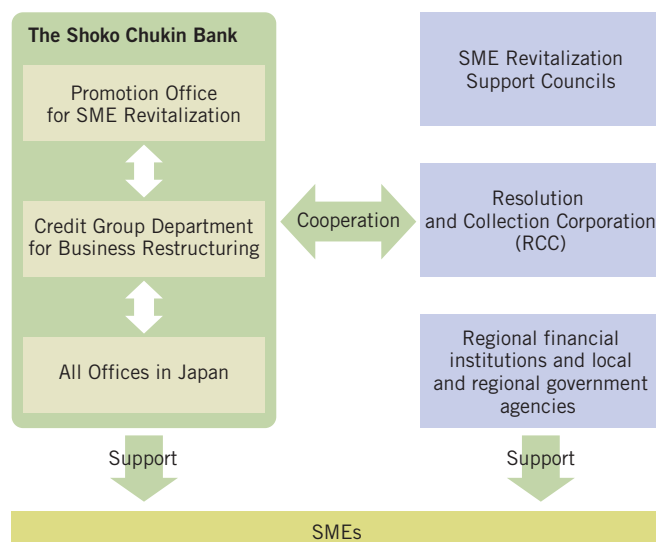 The Shoko Chukin Bank
Promotion Office
for SME Revitalization
Credit Group Department
for Business Restructuring
All Offices in Japan
Support
Cooperation
SME Revitalization
Support Councils
Resolution
and Collection Corporation
(RCC)
Regional financial
institutions and local
and regional government
agencies
Support
SMEs